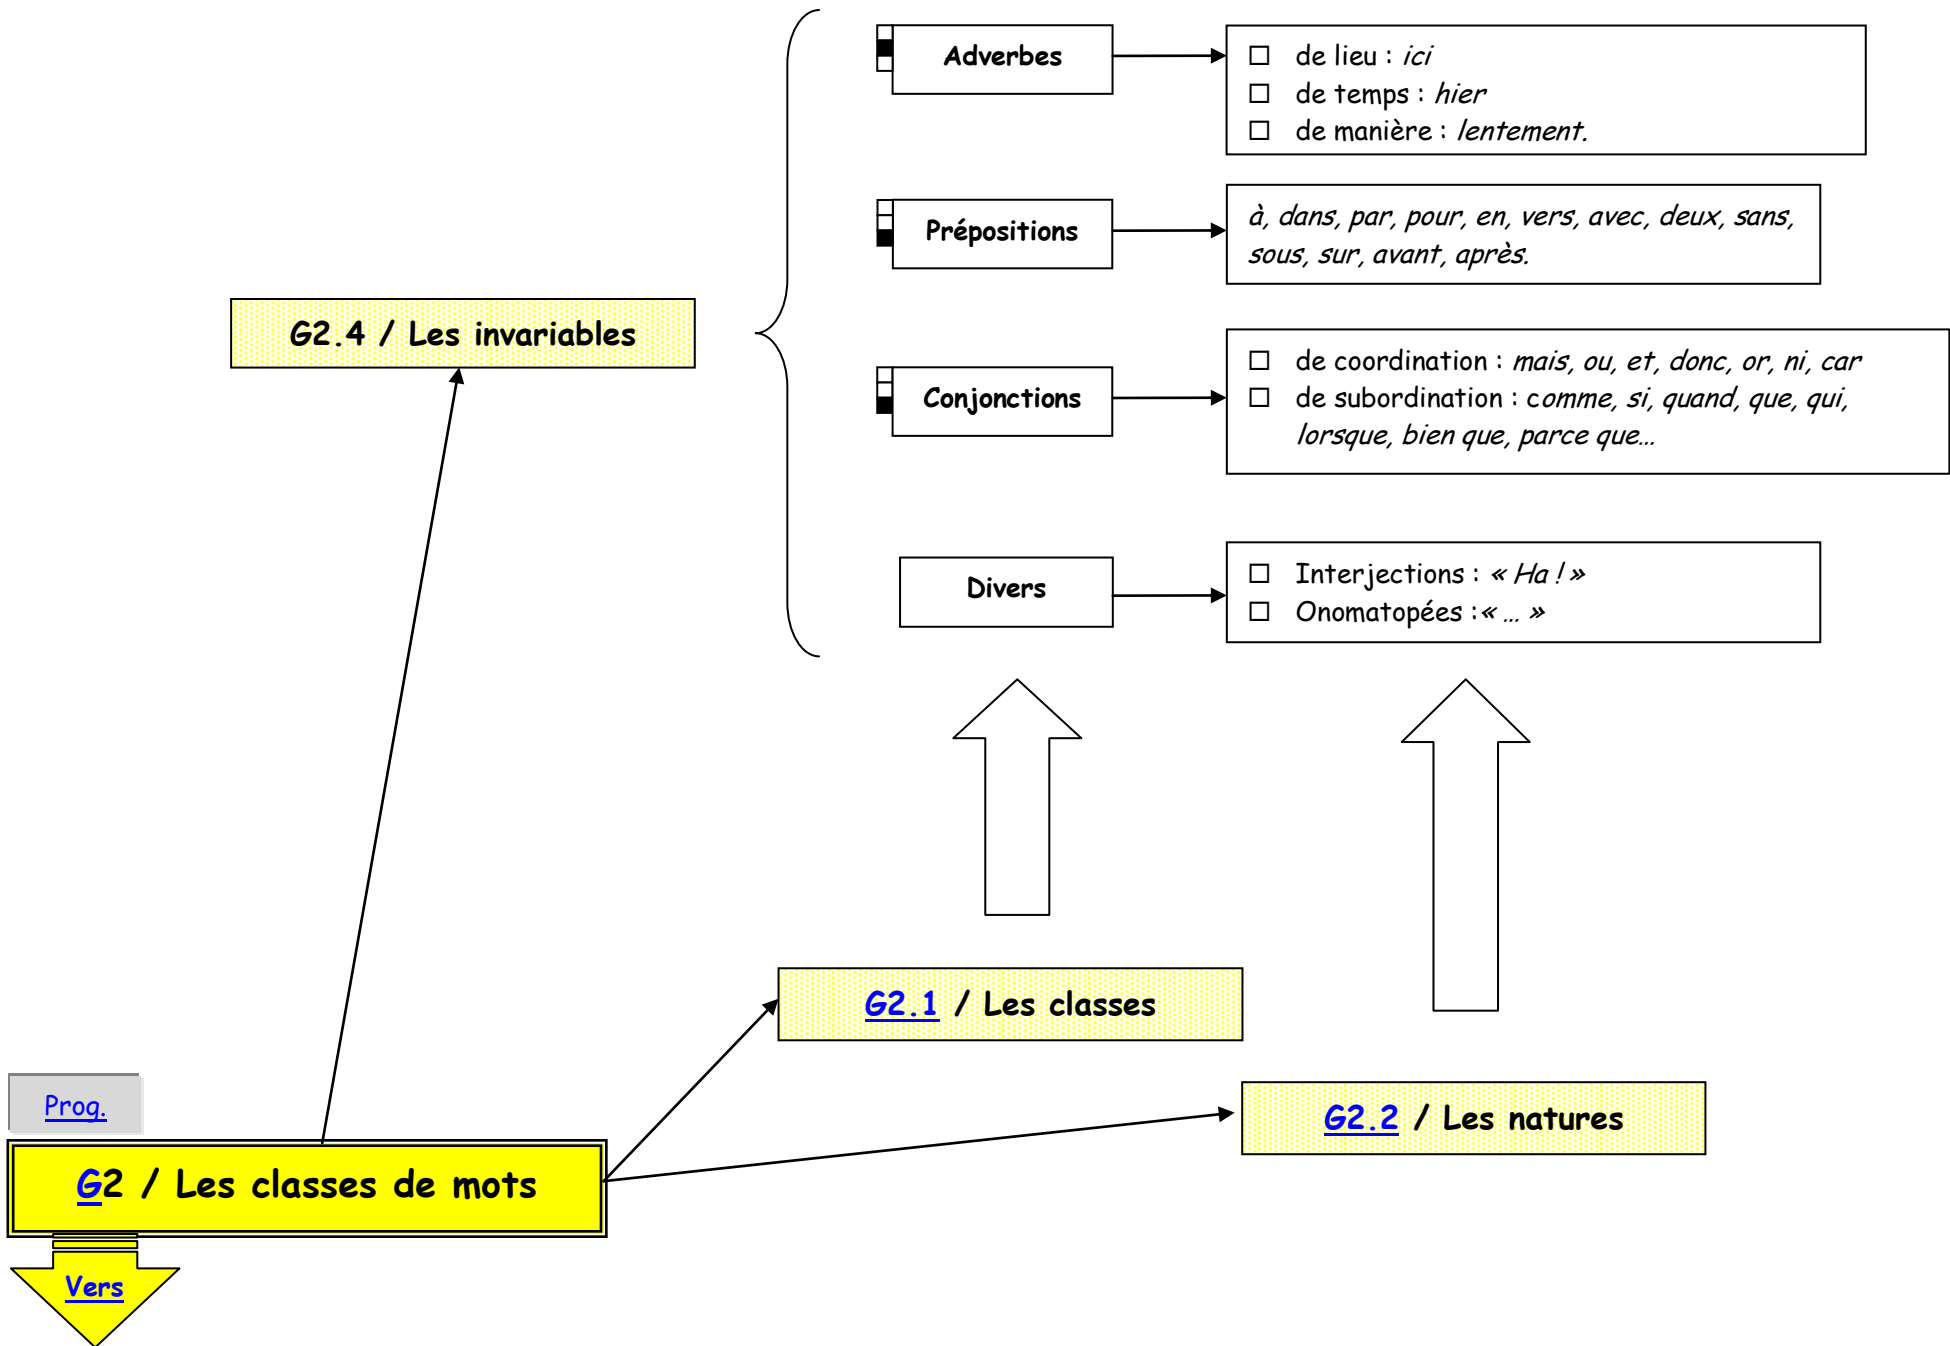 Adverbes
de lieu : ici
de temps : hier
de manière : lentement.
Prépositions
à, dans, par, pour, en, vers, avec, deux, sans,
sous, sur, avant, après.
G2.4 / Les invariables
Conjonctions
de coordination : mais, ou, et, donc, or, ni, car
de subordination : comme, si, quand, que, qui,
lorsque, bien que, parce que…
Divers
Interjections : « Ha ! »
Onomatopées :« … »
G2.1 / Les classes
Prog.
G2.2 / Les natures
G2 / Les classes de mots
Vers